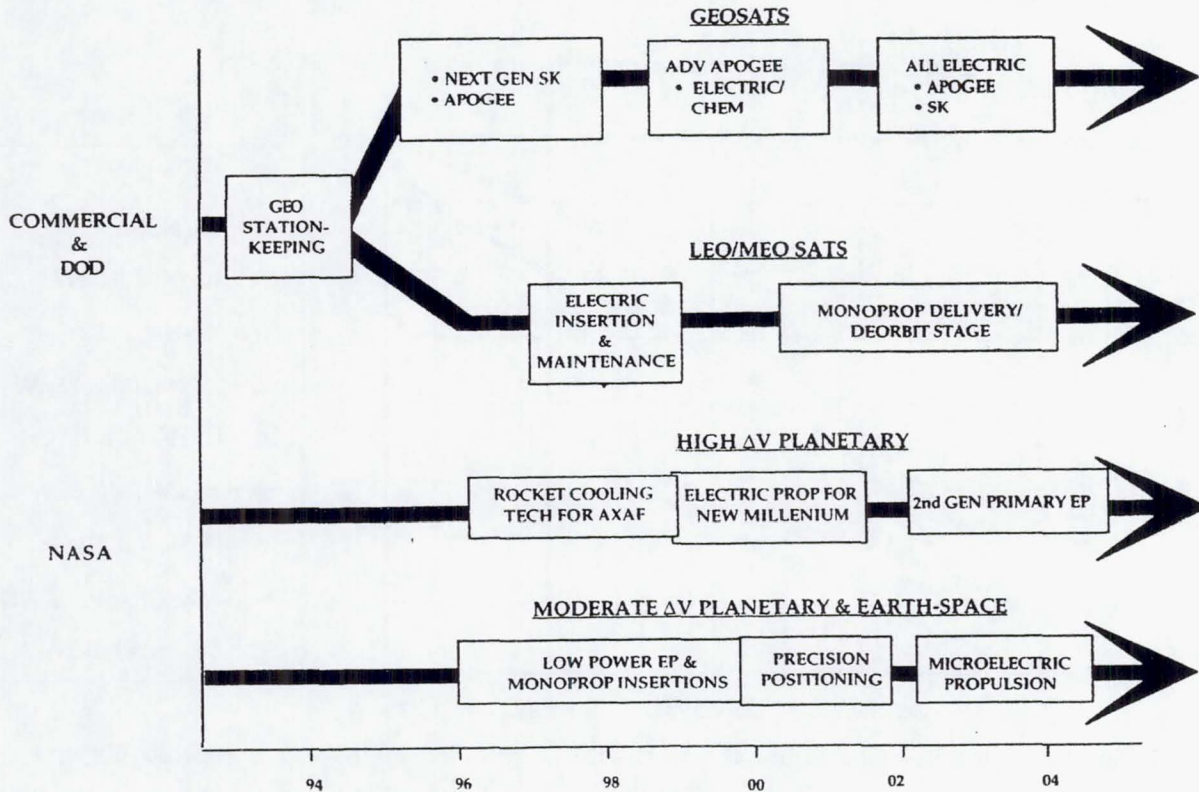 GEOSATS
• NEXT GEN SK
• APOGEE
ADV APOGEE
• ELECTRIC/
CHEM
ALL ELECTRIC
• APOGEE
• SK
COMMERCIAL
&
DOD
GEO
STATION-
KEEPING
LEO/MEO SATS
ELECTRIC
INSERTION
&
MAINTENANCE
MONOPROP DELIVERY/
DEORBIT STAGE
HIGH ΔV PLANETARY
ROCKET COOLING
TECH FOR AXAF
ELECTRIC PROP FOR
NEW MILLENIUM
2nd GEN PRIMARY EP
NASA
MODERATE ΔV PLANETARY & EARTH-SPACE
LOW POWER EP &
MONOPROP INSERTIONS
PRECISION
POSITIONING
MICROELECTRIC
PROPULSION
94 96 98 00 02 04